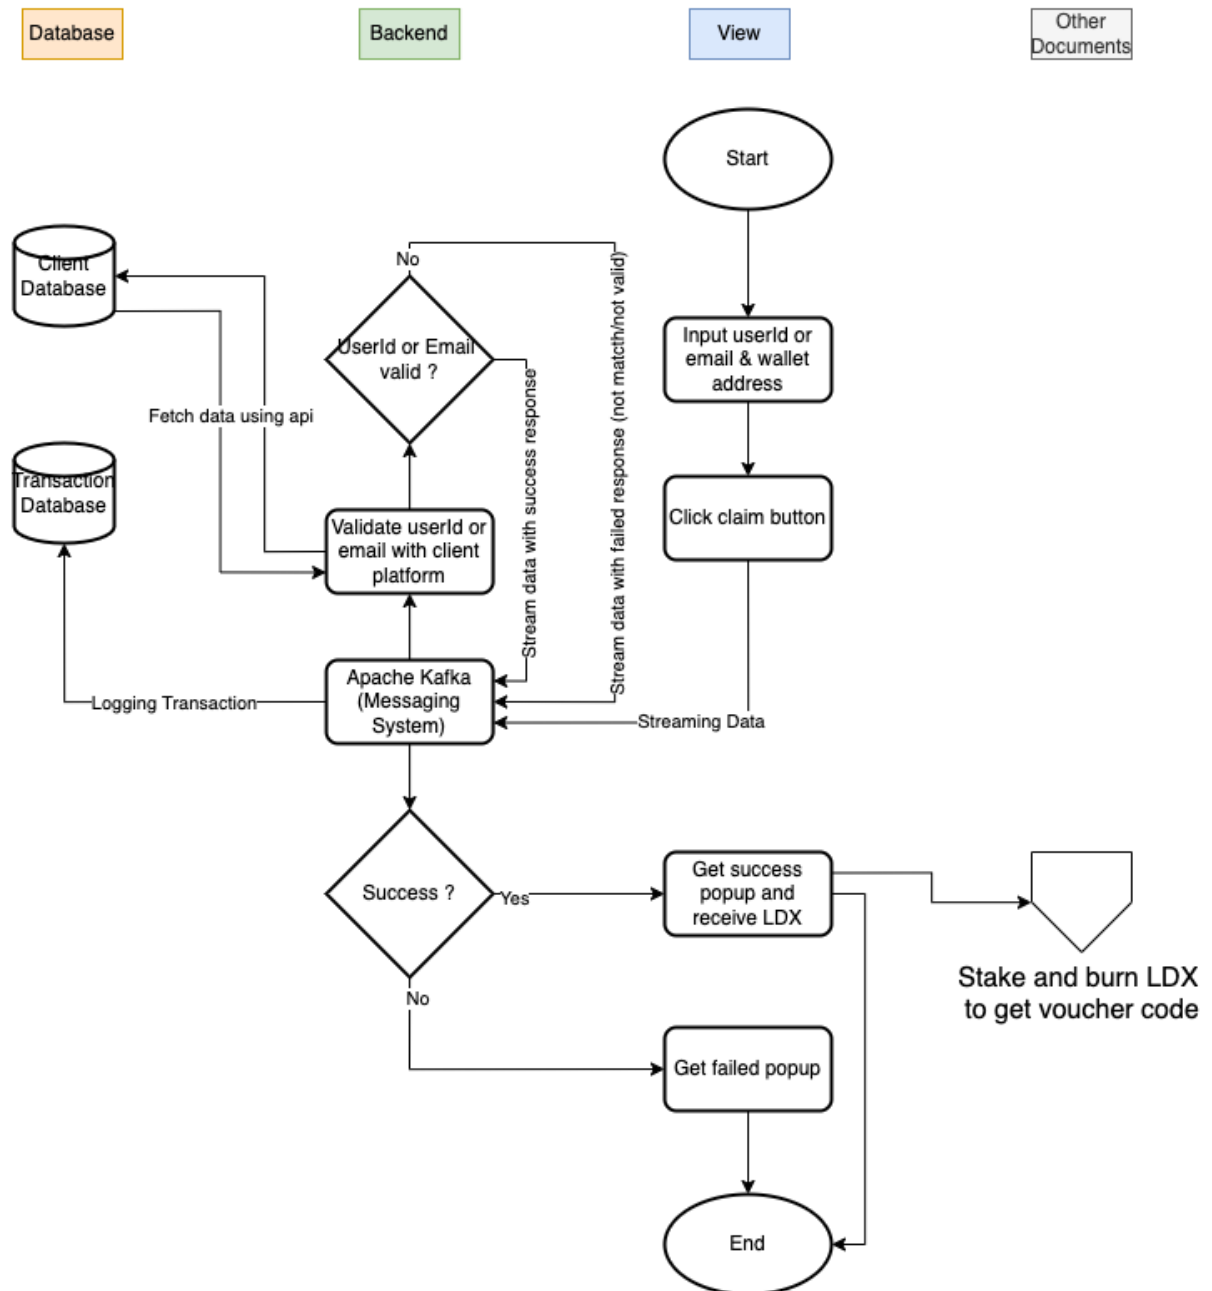 Database
Backend
View
Other
Documents
Start
Client
Database
No
UserId or Email
valid ?
Input userId or
email & wallet
address
Fetch data using api
Stream data with success response
Stream data with failed response (not matcth/not valid)
Transaction
Database
Click claim button
Validate userId or
email with client
platform
Apache Kafka
(Messaging
System)
Logging Transaction
Streaming Data
Success ?
Yes
Get success
popup and
receive LDX
Stake and burn LDX
to get voucher code
No
Get failed popup
End